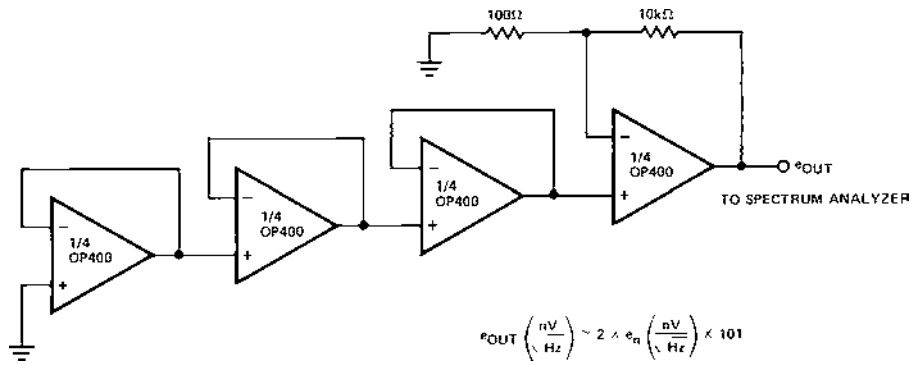 100Ω
10kΩ
−
+
1/4
OP400
−
+
1/4
OP400
−
+
1/4
OP400
−
+
1/4
OP400
eOUT
TO SPECTRUM ANALYZER
eOUT (nV/√Hz) ~ 2 × en (nV/√Hz) × 101